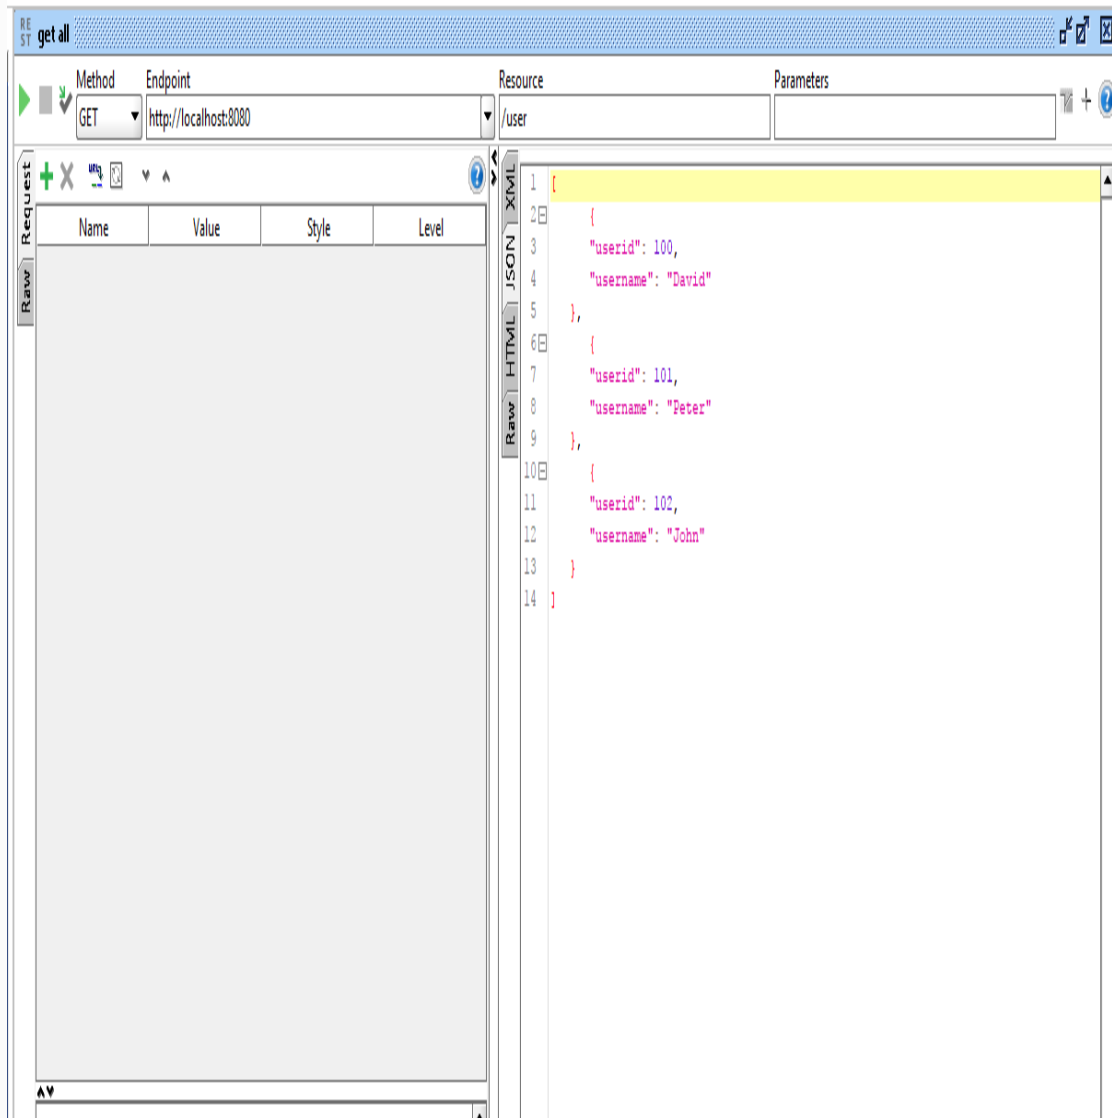 RE
ST
get all
Method
Endpoint
Resource
Parameters
GET
http://localhost:8080
/user
Request
Raw
Name
Value
Style
Level
XML
JSON
HTML
Raw
1 [
2 {
3 "userid": 100,
4 "username": "David"
5 },
6 {
7 "userid": 101,
8 "username": "Peter"
9 },
10 {
11 "userid": 102,
12 "username": "John"
13 }
14 ]